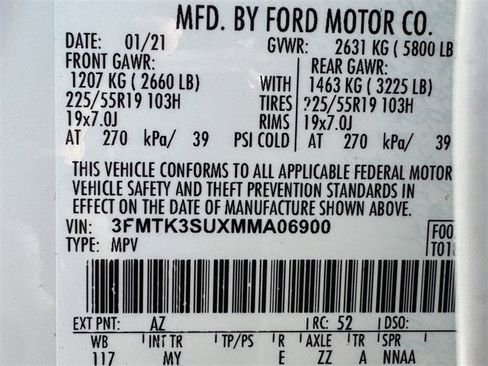 MFD. BY FORD MOTOR CO.
DATE: 01/21 GVWR: 2631 KG ( 5800 LB
FRONT GAWR: REAR GAWR:
1207 KG ( 2660 LB) WITH 1463 KG ( 3225 LB)
225/55R19 103H TIRES 225/55R19 103H
19x7.0J RIMS 19x7.0J
AT 270 kPa/ 39 PSI COLD AT 270 kPa/ 39
THIS VEHICLE CONFORMS TO ALL APPLICABLE FEDERAL MOTOR
VEHICLE SAFETY AND THEFT PREVENTION STANDARDS IN
EFFECT ON THE DATE OF MANUFACTURE SHOWN ABOVE.
VIN: 3FMTK3SUXMMA06900 F00
TYPE: MPV T018
EXT PNT: AZ RC: 52 DSO:
WB INT TR TP/PS R AXLE TR SPR
117 MY E ZZ A NNAA